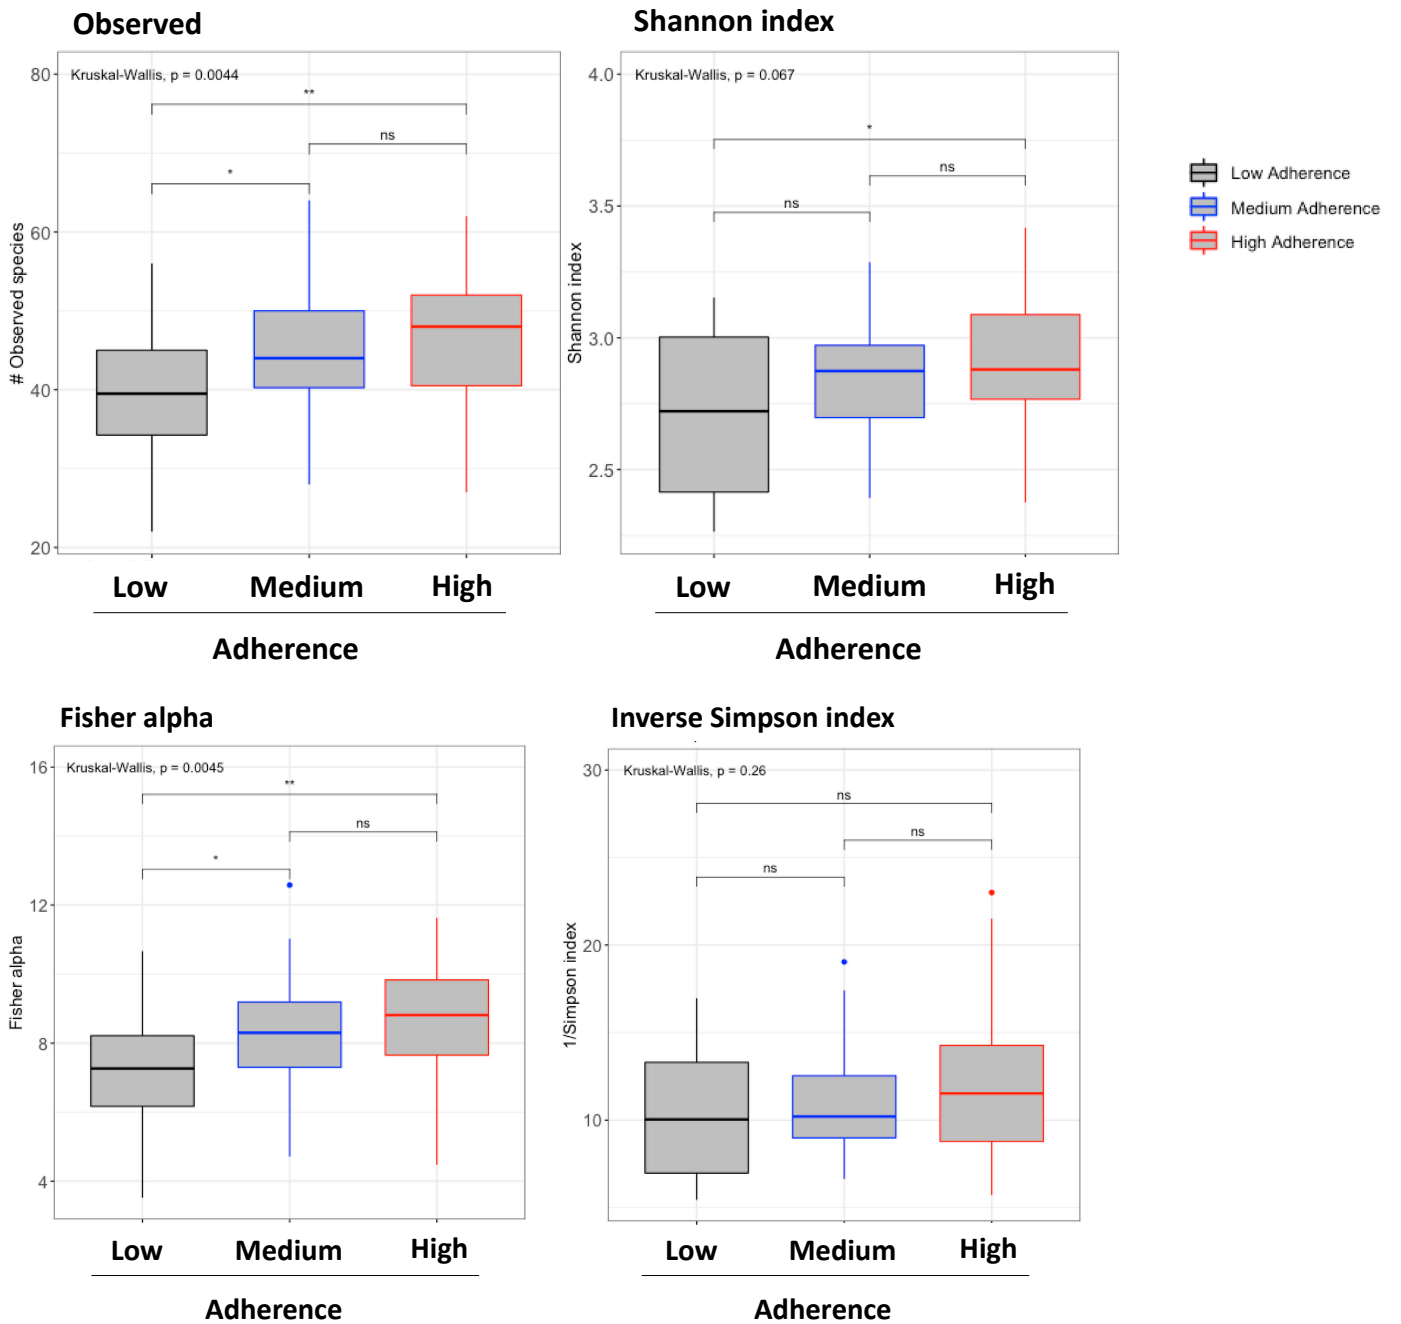 Observed
Kruskal-Wallis, p = 0.0044
**
ns
*
80
60
40
20
# Observed species
Low Medium High
Adherence
Shannon index
Kruskal-Wallis, p = 0.067
*
ns
ns
4.0
3.5
3.0
2.5
Shannon index
Low Medium High
Adherence
Low Adherence
Medium Adherence
High Adherence
Fisher alpha
Kruskal-Wallis, p = 0.0045
**
ns
*
16
12
8
4
Fisher alpha
Low Medium High
Adherence
Inverse Simpson index
Kruskal-Wallis, p = 0.26
ns
ns
ns
30
20
10
1/Simpson index
Low Medium High
Adherence